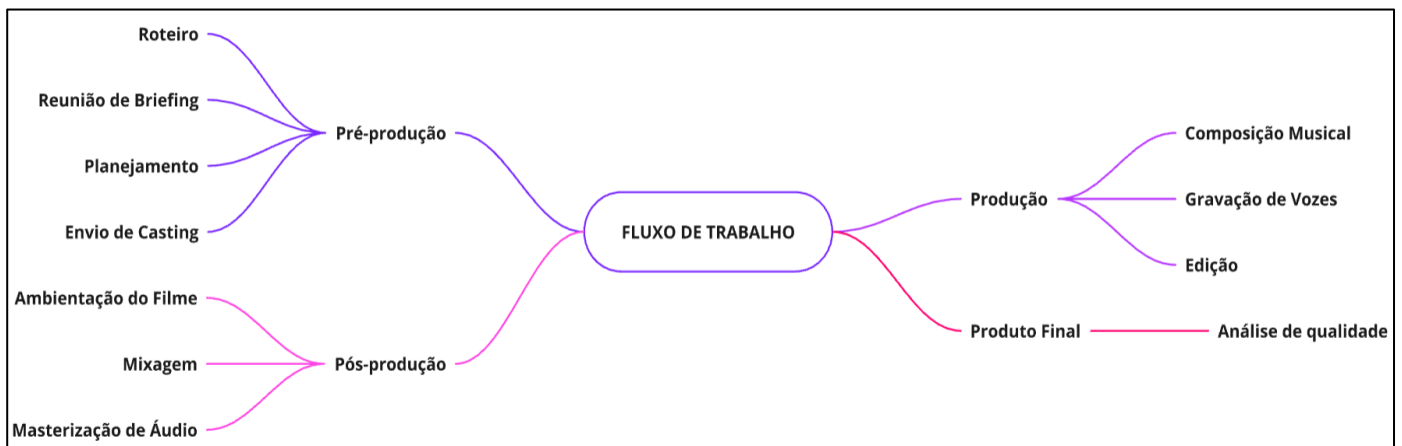 Roteiro
Reunião de Briefing
Pré-produção
Planejamento
Envio de Casting
FLUXO DE TRABALHO
Composição Musical
Produção
Gravação de Vozes
Edição
Ambientação do Filme
Mixagem
Pós-produção
Masterização de Áudio
Produto Final
Análise de qualidade